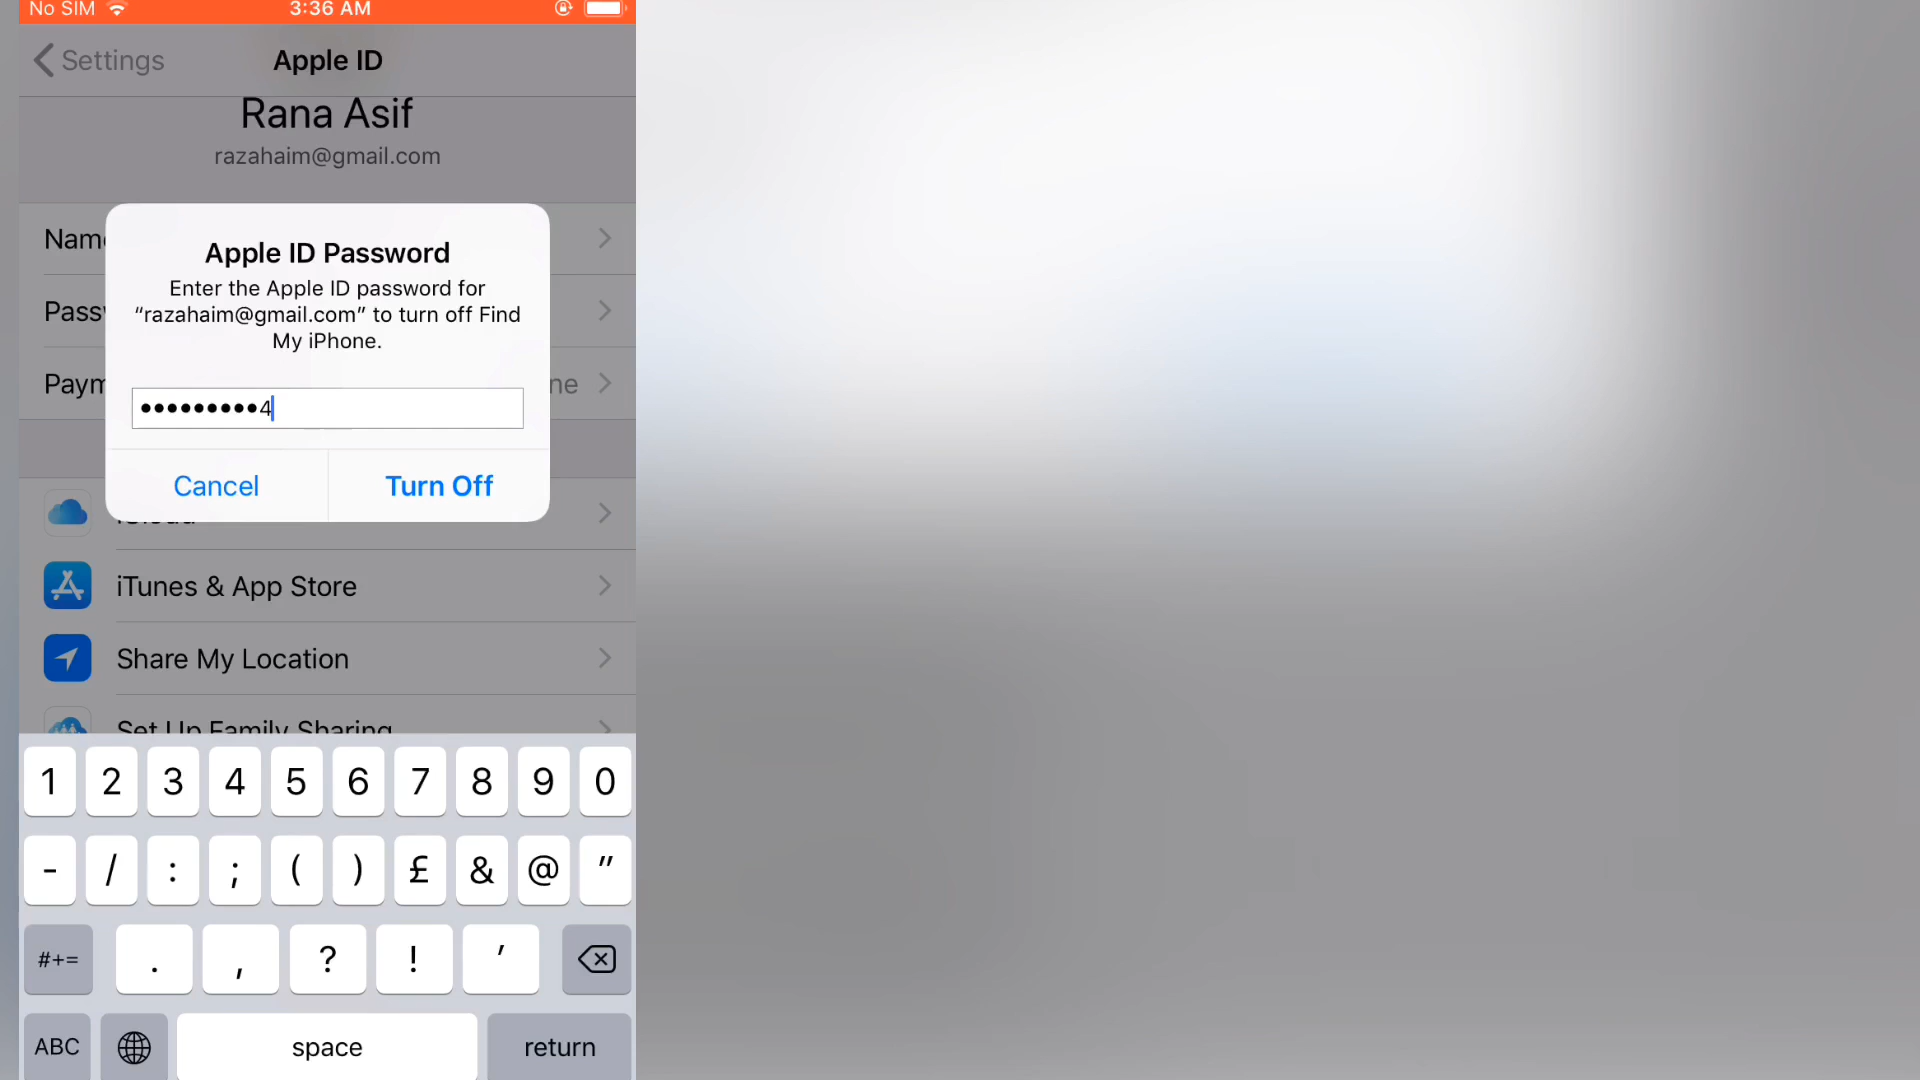 No SIM 3:36 AM
Settings Apple ID
Rana Asif
razahaim@gmail.com
Name
Apple ID Password
Enter the Apple ID password for
“razahaim@gmail.com” to turn off Find
My iPhone.
•••••••••4
Cancel Turn Off
iTunes & App Store
Share My Location
Set Up Family Sharing
1 2 3 4 5 6 7 8 9 0
- / : ; ( ) £ & @ "
#+= . , ? ! '
ABC space return